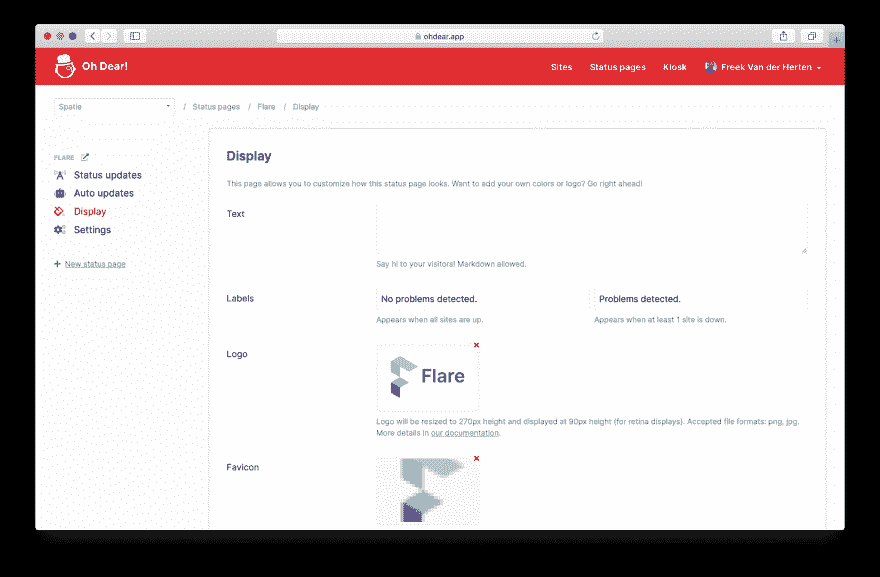 ohdear.app
Oh Dear!
Sites
Status pages
Kiosk
Freek Van der Herten
Spatie
/ Status pages / Flare / Display
FLARE
Status updates
Auto updates
Display
Settings
+ New status page
Display
This page allows you to customize how this status page looks. Want to add your own colors or logo? Go right ahead!
Text
Say hi to your visitors! Markdown allowed.
Labels
No problems detected.
Problems detected.
Appears when all sites are up.
Appears when at least 1 site is down.
Logo
Flare
Logo will be resized to 270px height and displayed at 90px height (for retina displays). Accepted file formats: png, jpg.
More details in our documentation.
Favicon